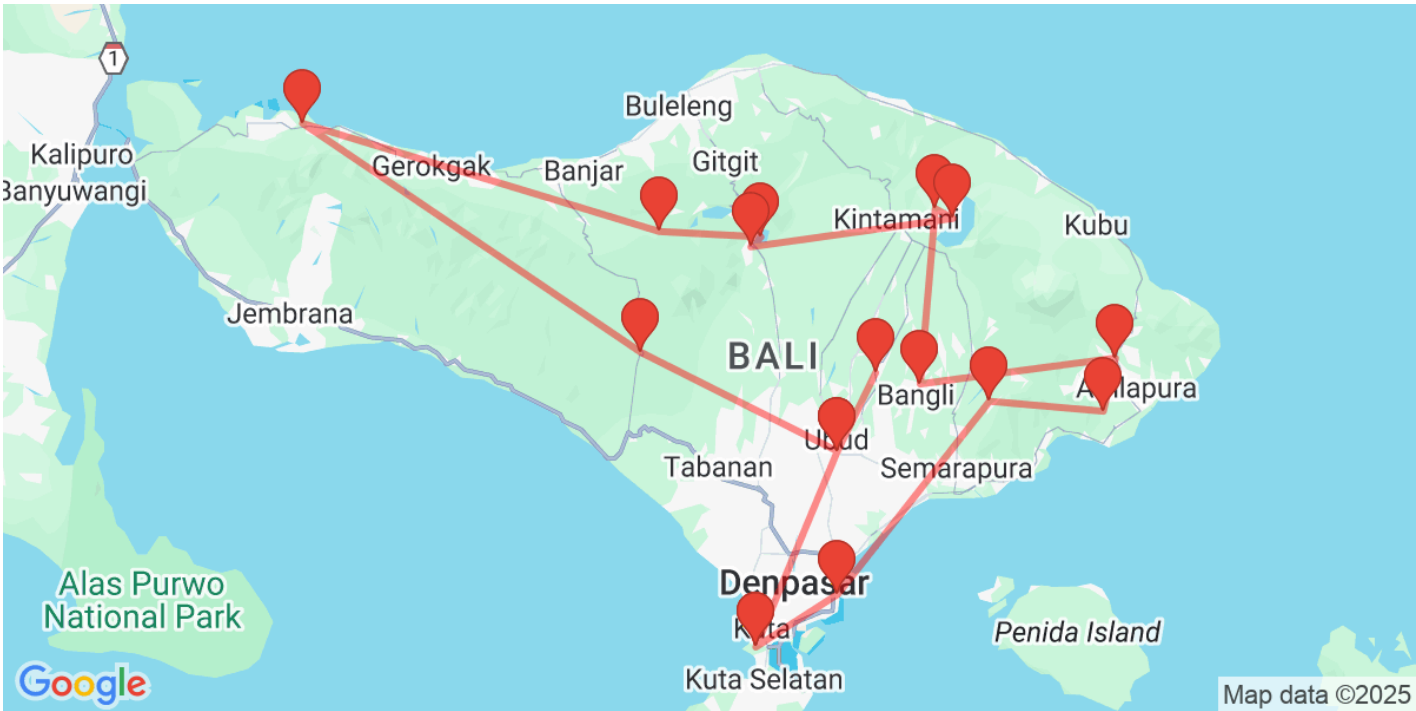 1
Buleleng
Kalipuro
Gerokgak
Banjar
Gitgit
Banyuwangi
Kintamani
Kubu
Jembrana
BALI
Bangli
Ubud
Tabanan
Semarapura
Alas Purwo
National Park
Denpasar
Kuta
Penida Island
Kuta Selatan
Google
Map data ©2025